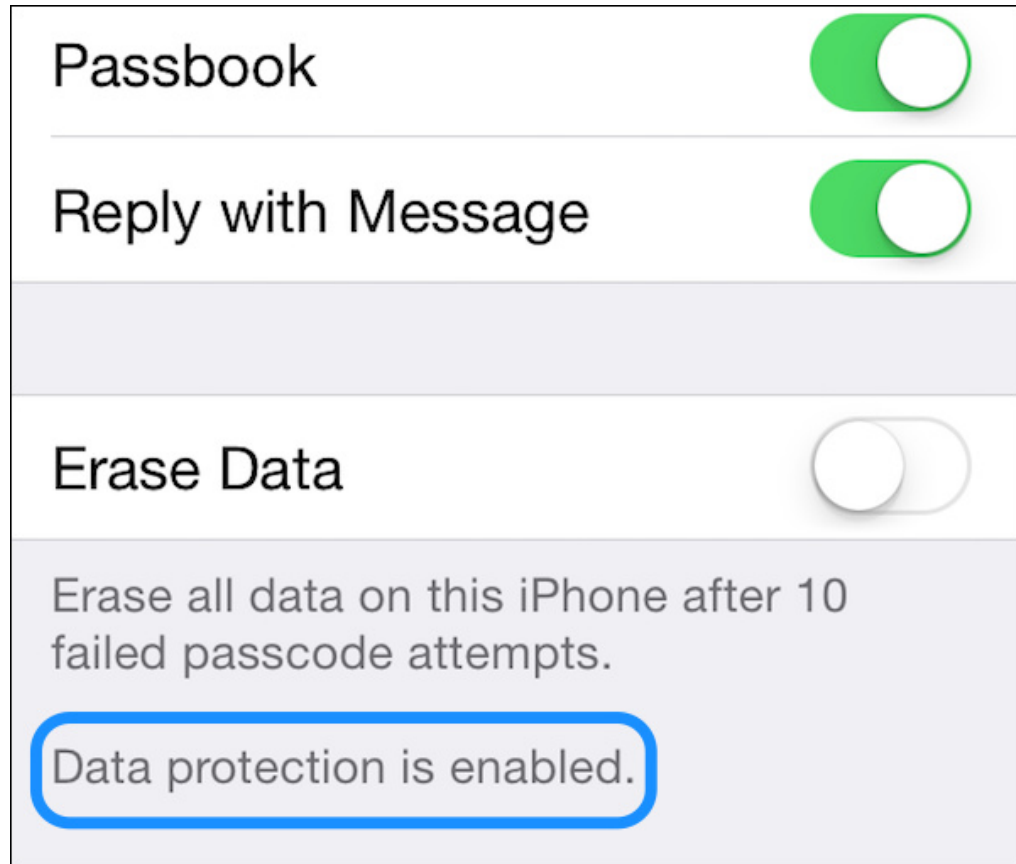 Passbook
Reply with Message
Erase Data
Erase all data on this iPhone after 10
failed passcode attempts.
Data protection is enabled.